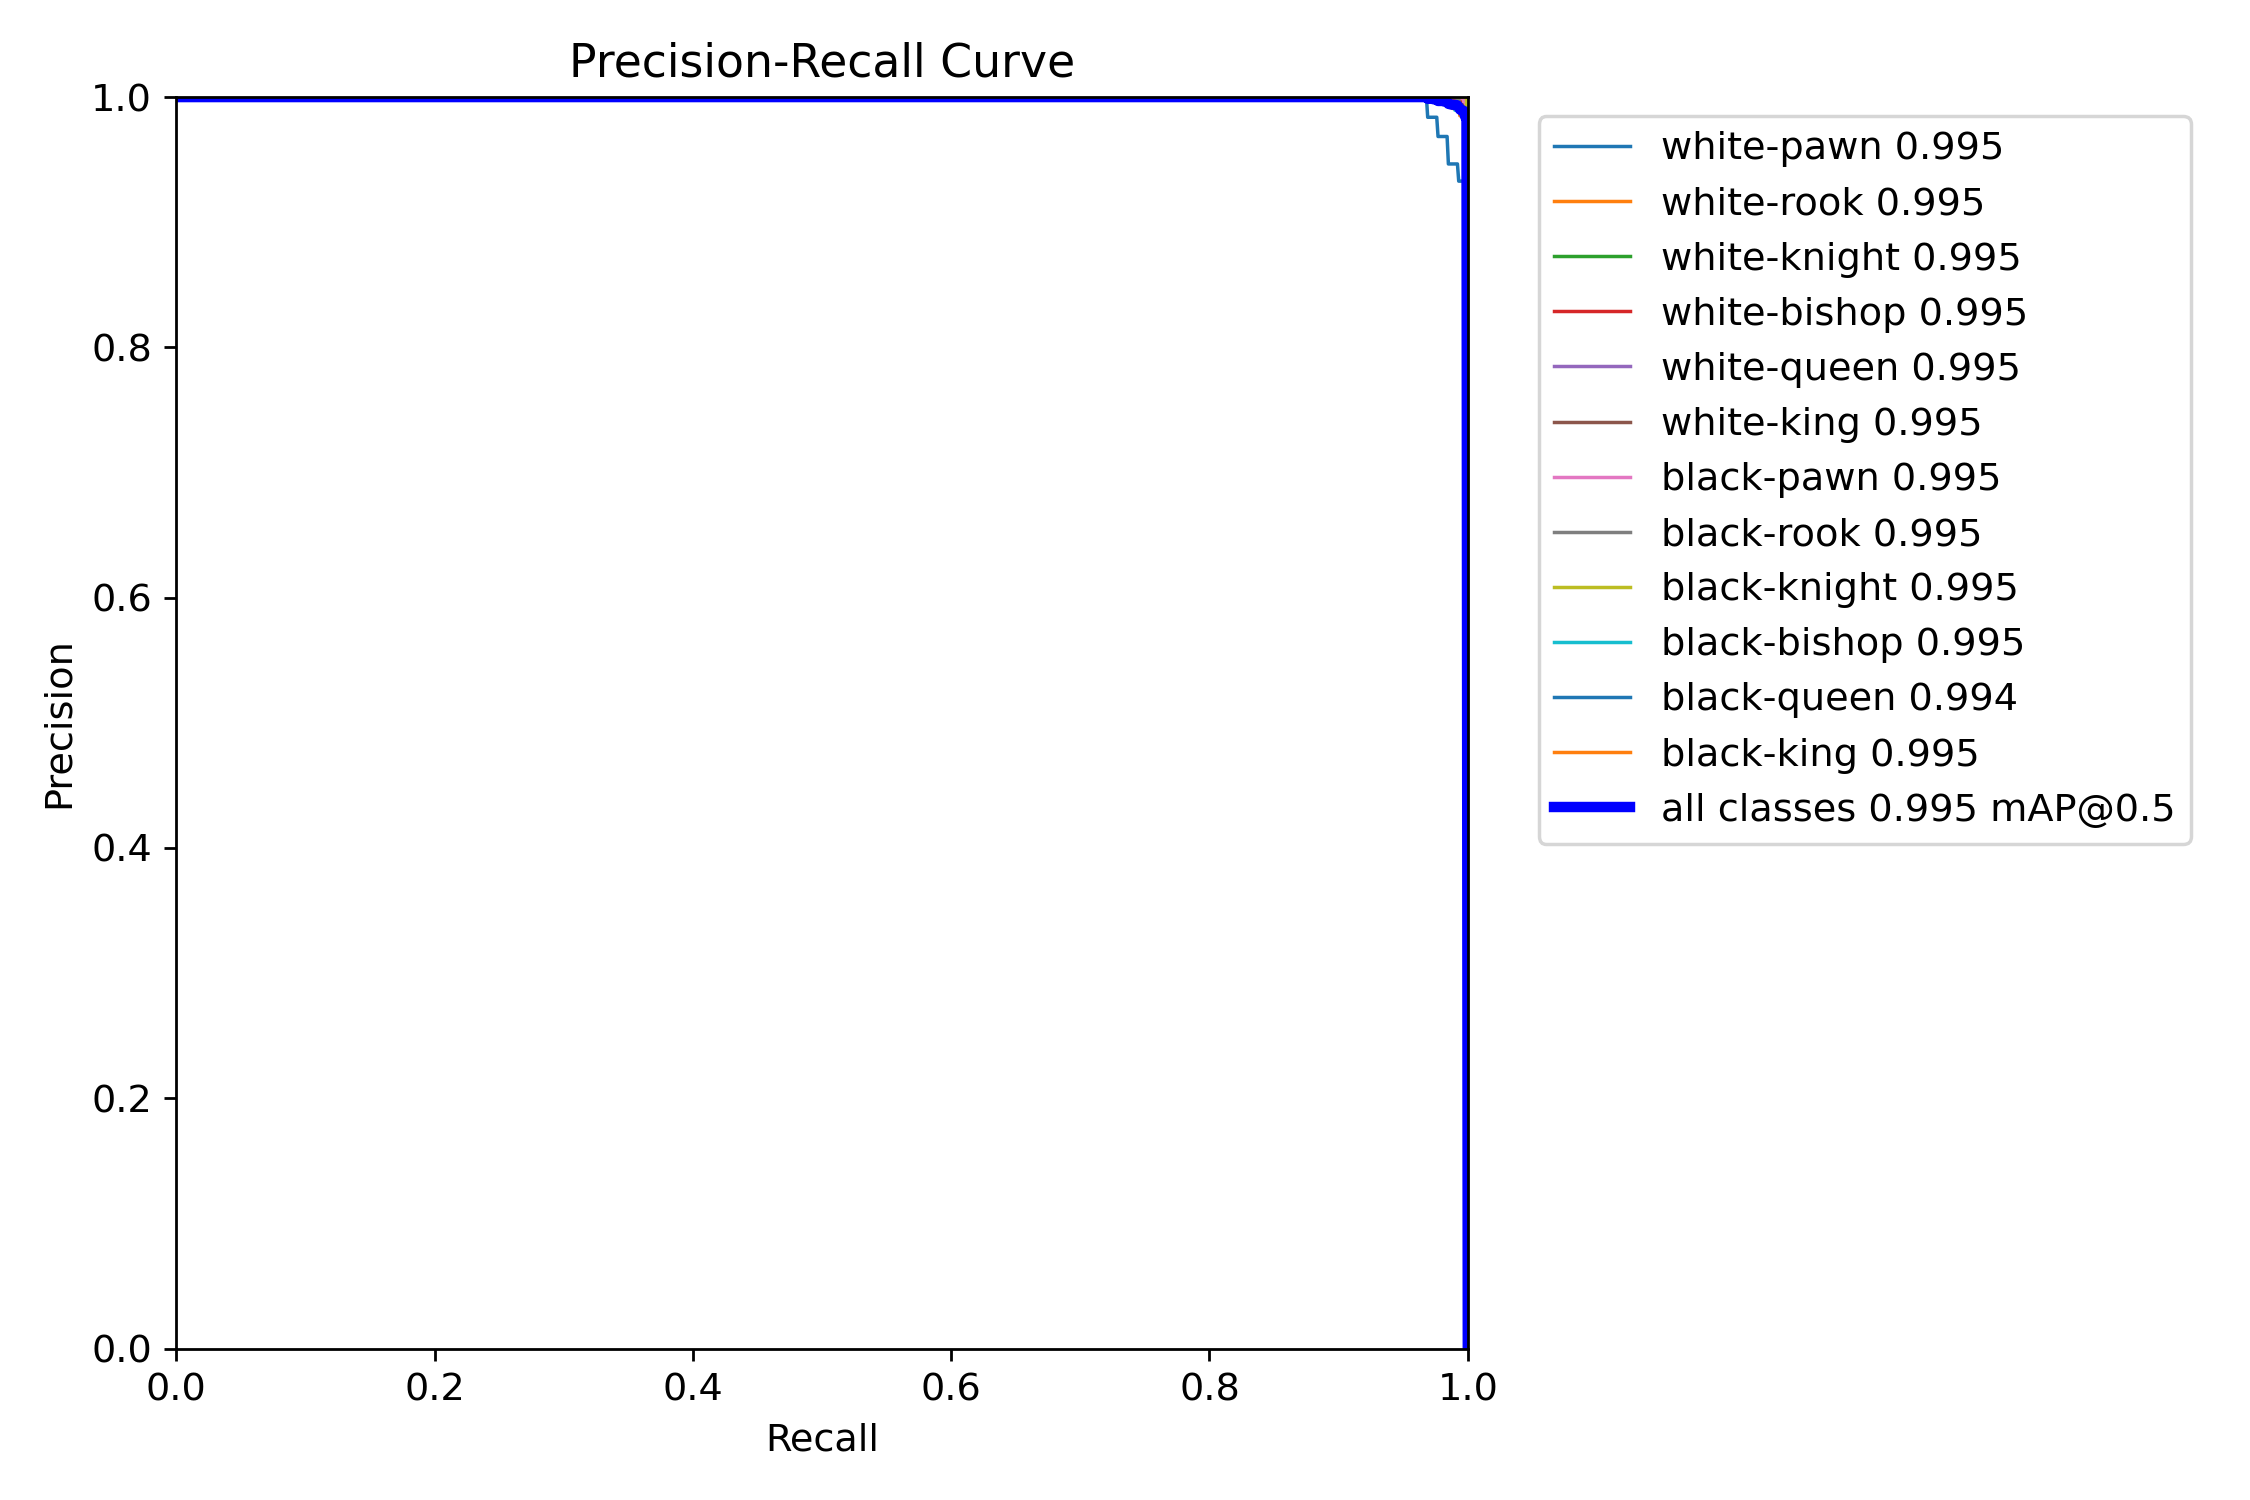 Precision-Recall Curve
1.0
0.8
0.6
0.4
0.2
0.0
Precision
0.0 0.2 0.4 0.6 0.8 1.0
Recall
white-pawn 0.995
white-rook 0.995
white-knight 0.995
white-bishop 0.995
white-queen 0.995
white-king 0.995
black-pawn 0.995
black-rook 0.995
black-knight 0.995
black-bishop 0.995
black-queen 0.994
black-king 0.995
all classes 0.995 mAP@0.5